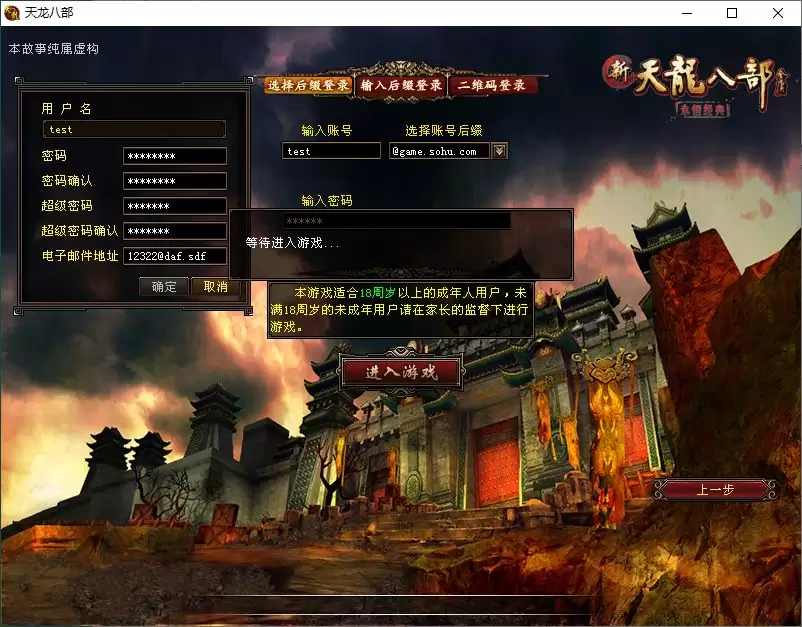 天龙八部
本故事纯属虚构
新天龍八部
永恒经典
选择后缀登录 输入后缀登录 二维码登录
用 户 名
test
密码 ********
密码确认 ********
超级密码 *******
超级密码确认 *******
电子邮件地址 12322@daf.sdf
确定 取消
输入账号 选择账号后缀
test @game.sohu.com
输入密码
******
等待进入游戏...
本游戏适合18周岁以上的成年人用户，未
满18周岁的未成年用户请在家长的监督下进行
游戏。
进入游戏
上一步